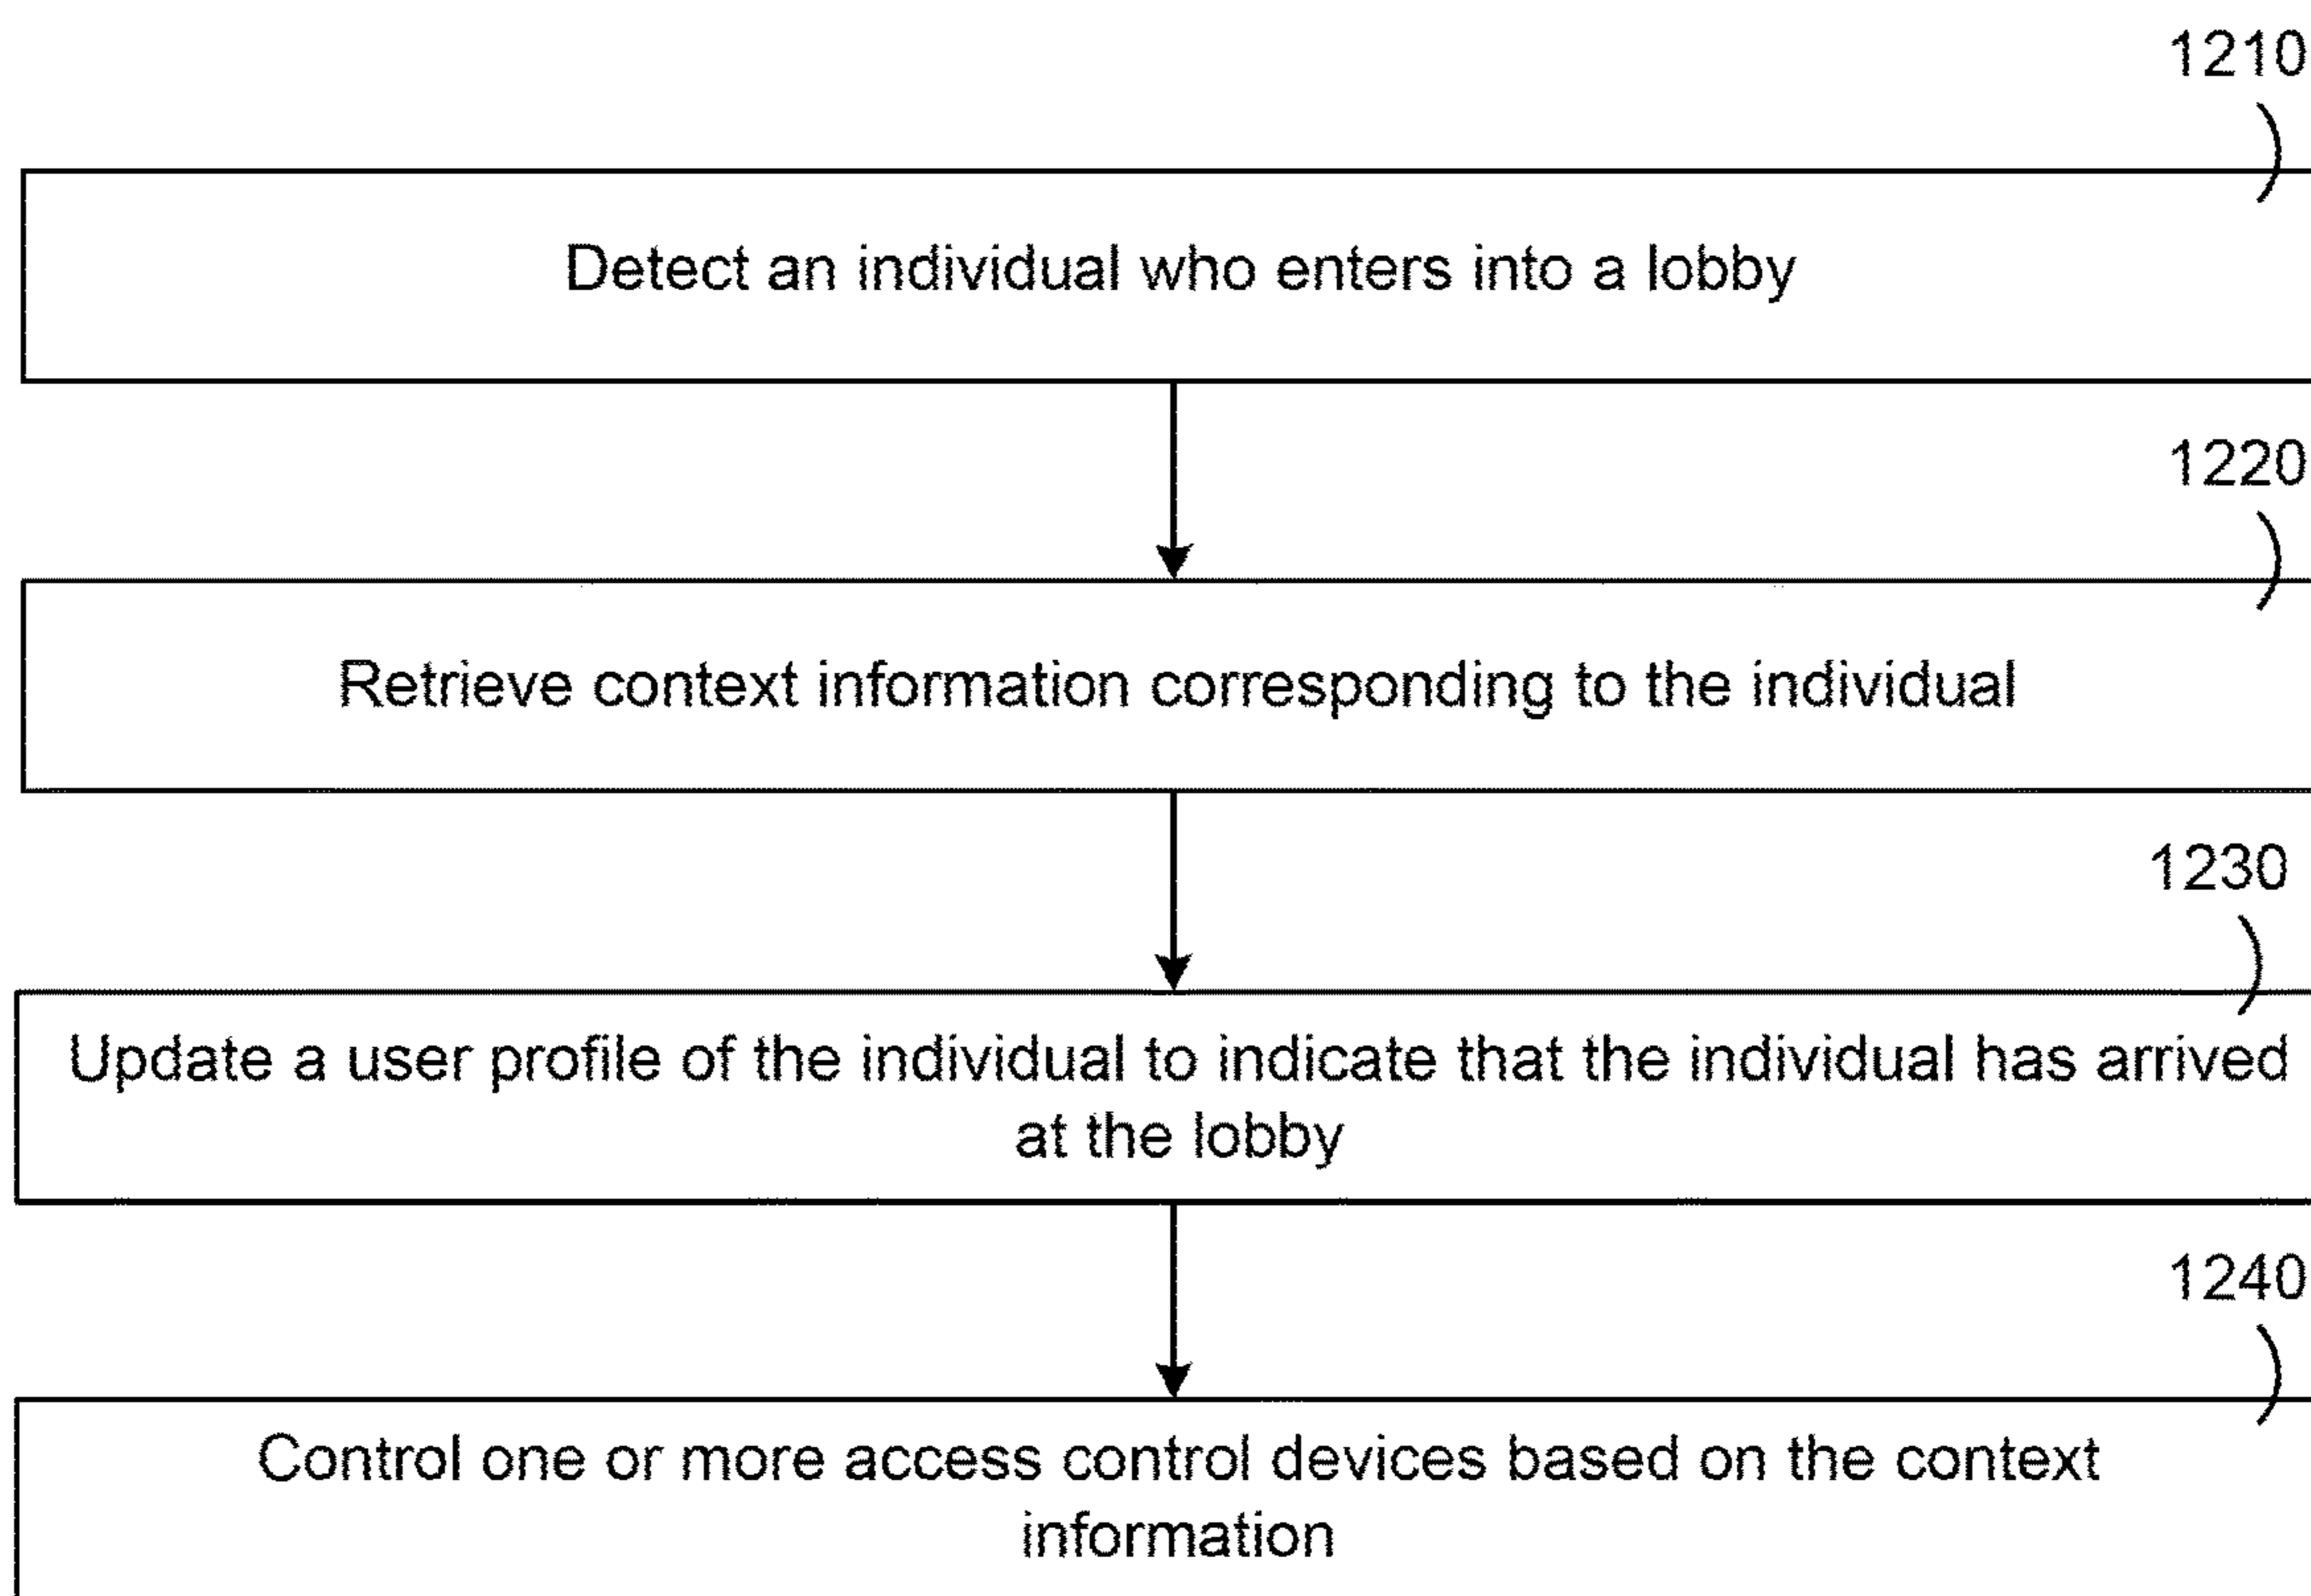 1210
Detect an individual who enters into a lobby
1220
Retrieve context information corresponding to the individual
1230
Update a user profile of the individual to indicate that the individual has arrived
at the lobby
1240
Control one or more access control devices based on the context
information